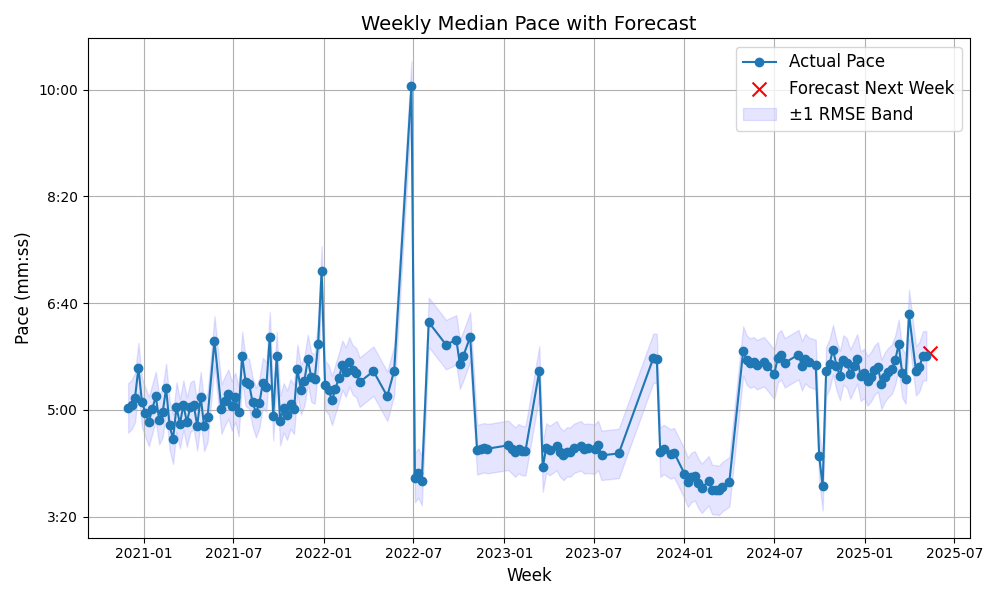 Weekly Median Pace with Forecast
Actual Pace
Forecast Next Week
±1 RMSE Band
Pace (mm:ss)
10:00
8:20
6:40
5:00
3:20
2021-01 2021-07 2022-01 2022-07 2023-01 2023-07 2024-01 2024-07 2025-01 2025-07
Week